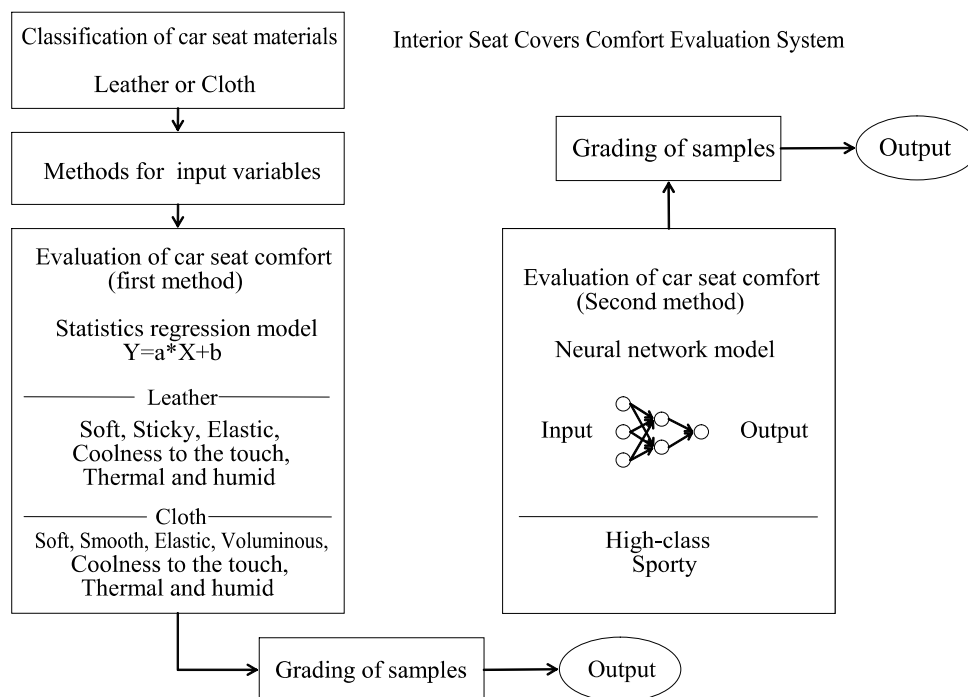 Classification of car seat materials
Leather or Cloth
Methods for input variables
Evaluation of car seat comfort
(first method)
Statistics regression model
Y=a*X+b
Leather
Soft, Sticky, Elastic,
Coolness to the touch,
Thermal and humid
Cloth
Soft, Smooth, Elastic, Voluminous,
Coolness to the touch,
Thermal and humid
Grading of samples
Output
Interior Seat Covers Comfort Evaluation System
Grading of samples
Output
Evaluation of car seat comfort
(Second method)
Neural network model
Input
Output
High-class
Sporty